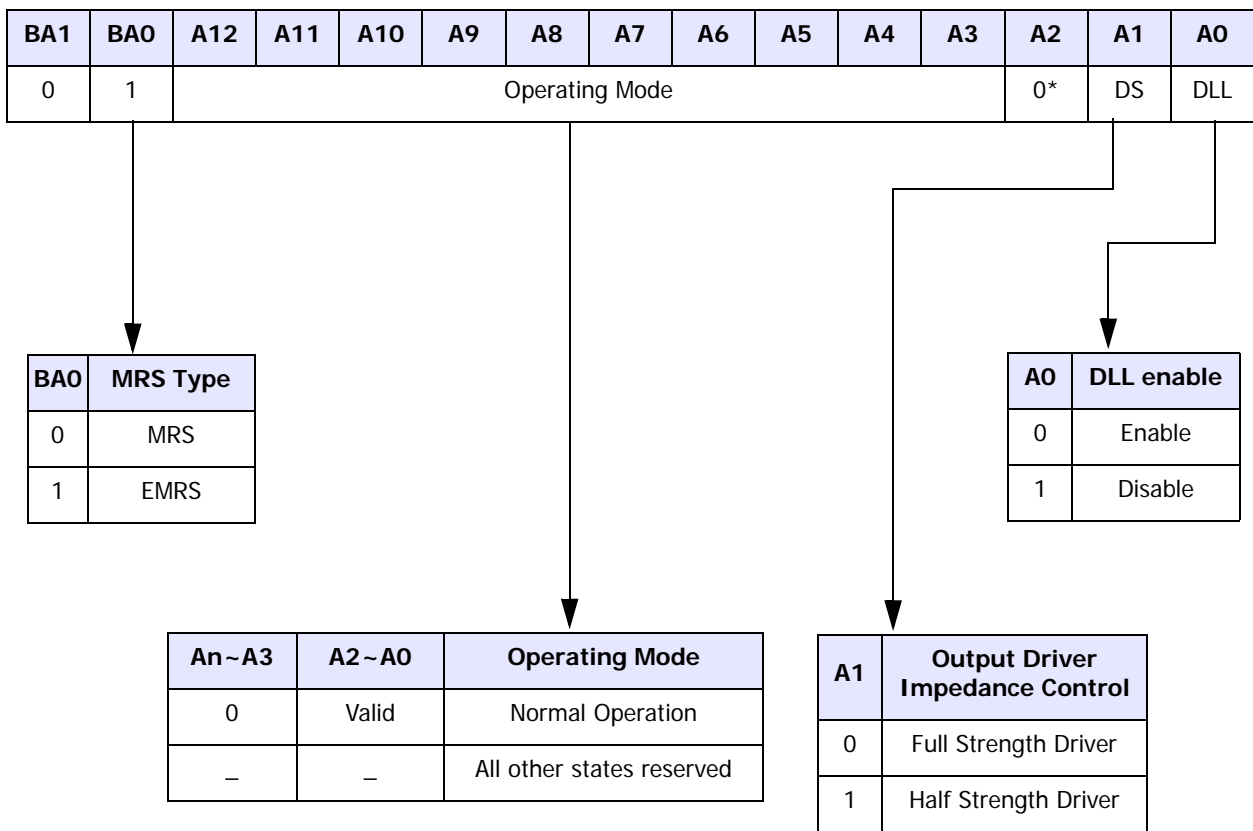 BA1 BA0 A12 A11 A10 A9 A8 A7 A6 A5 A4 A3 A2 A1 A0
0 1 Operating Mode 0* DS DLL
BA0 MRS Type
0 MRS
1 EMRS
A0 DLL enable
0 Enable
1 Disable
An~A3 A2~A0 Operating Mode
0 Valid Normal Operation
_ _ All other states reserved
A1 Output Driver
Impedance Control
0 Full Strength Driver
1 Half Strength Driver